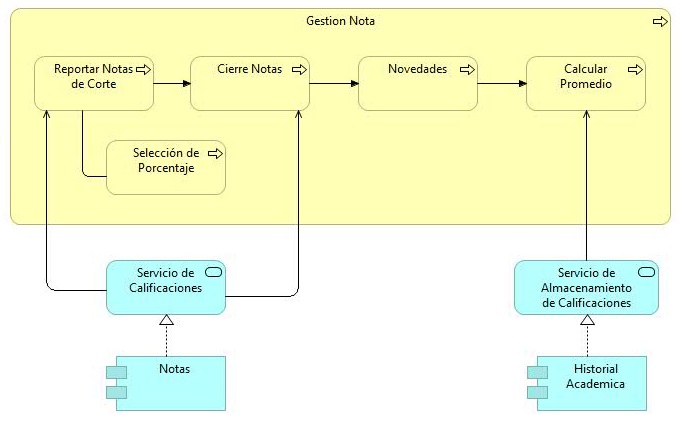 Gestion Nota
Reportar Notas
de Corte
Cierre Notas
Novedades
Calcular
Promedio
Selección de
Porcentaje
Servicio de
Calificaciones
Servicio de
Almacenamiento
de Calificaciones
Notas
Historial
Academica